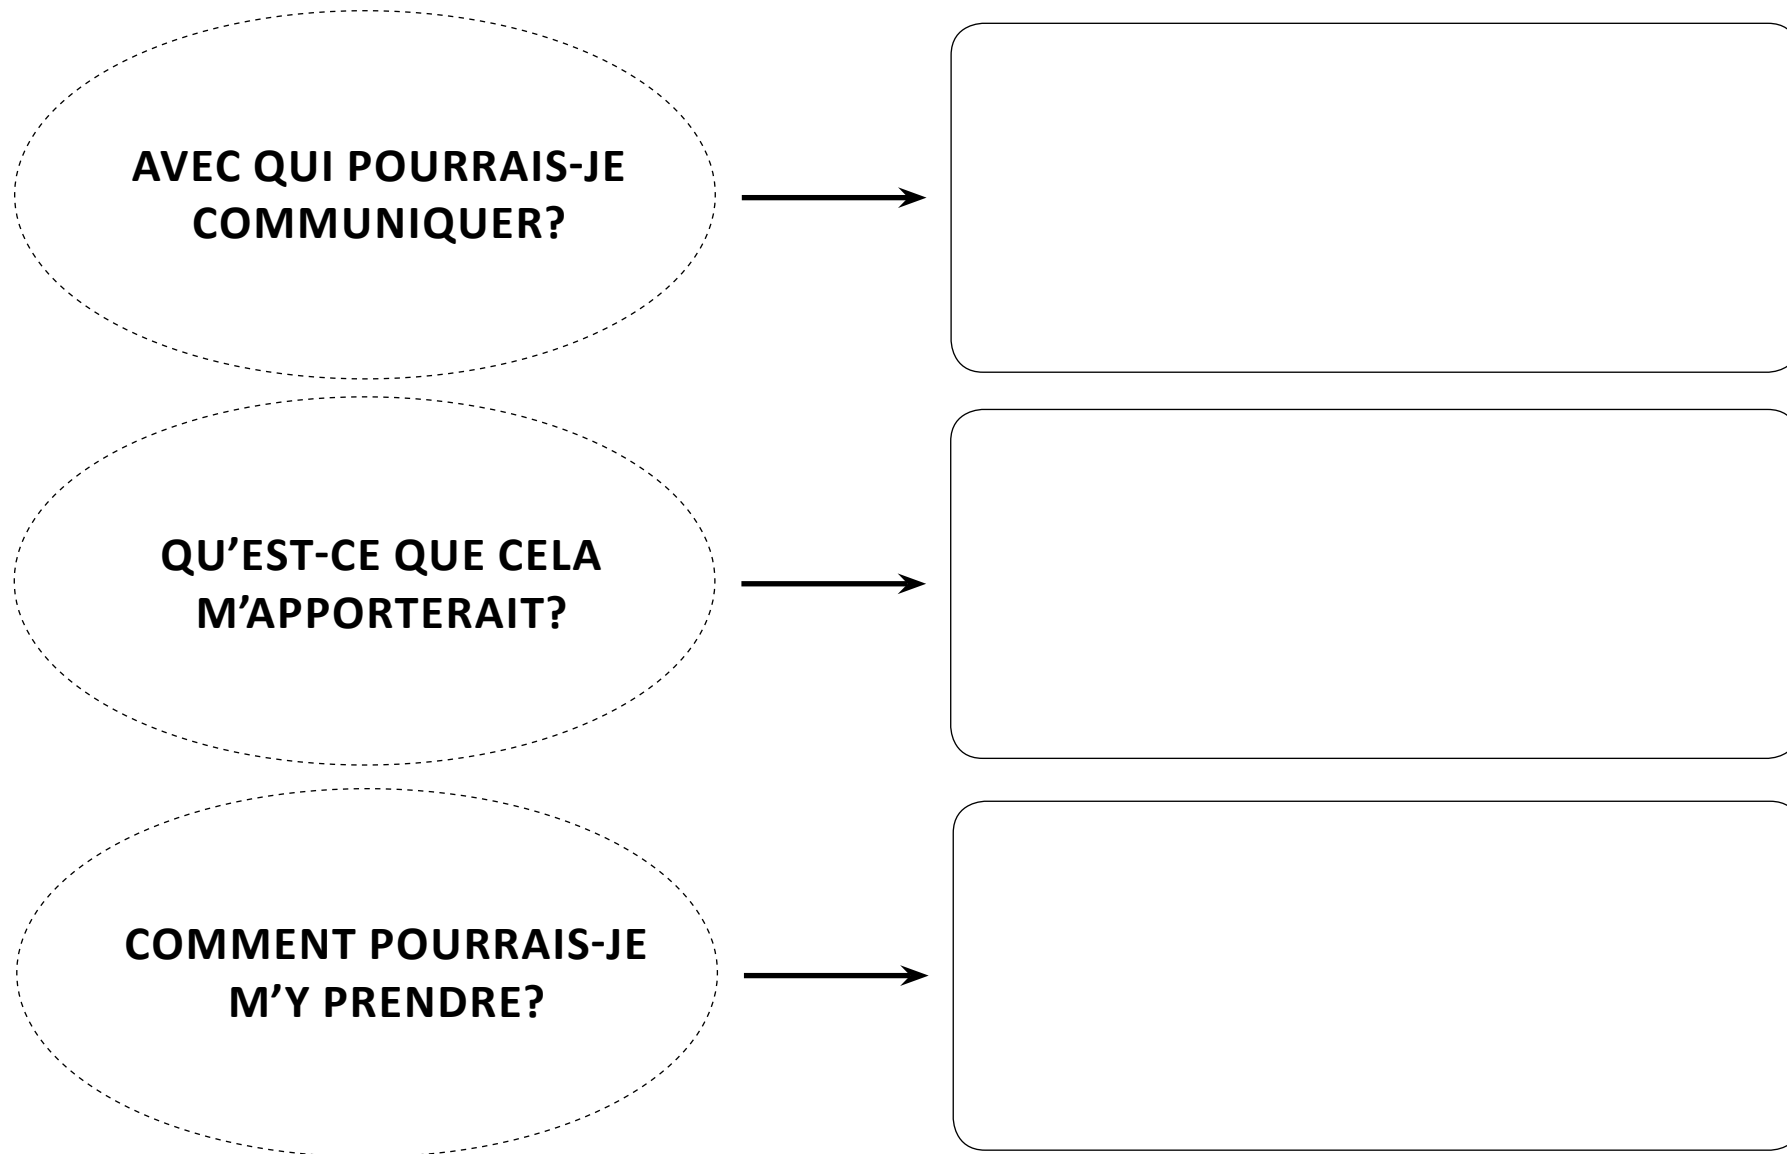 AVEC QUI POURRAIS-JE
COMMUNIQUER?
QU’EST-CE QUE CELA
M’APPORTERAIT?
COMMENT POURRAIS-JE
M’Y PRENDRE?